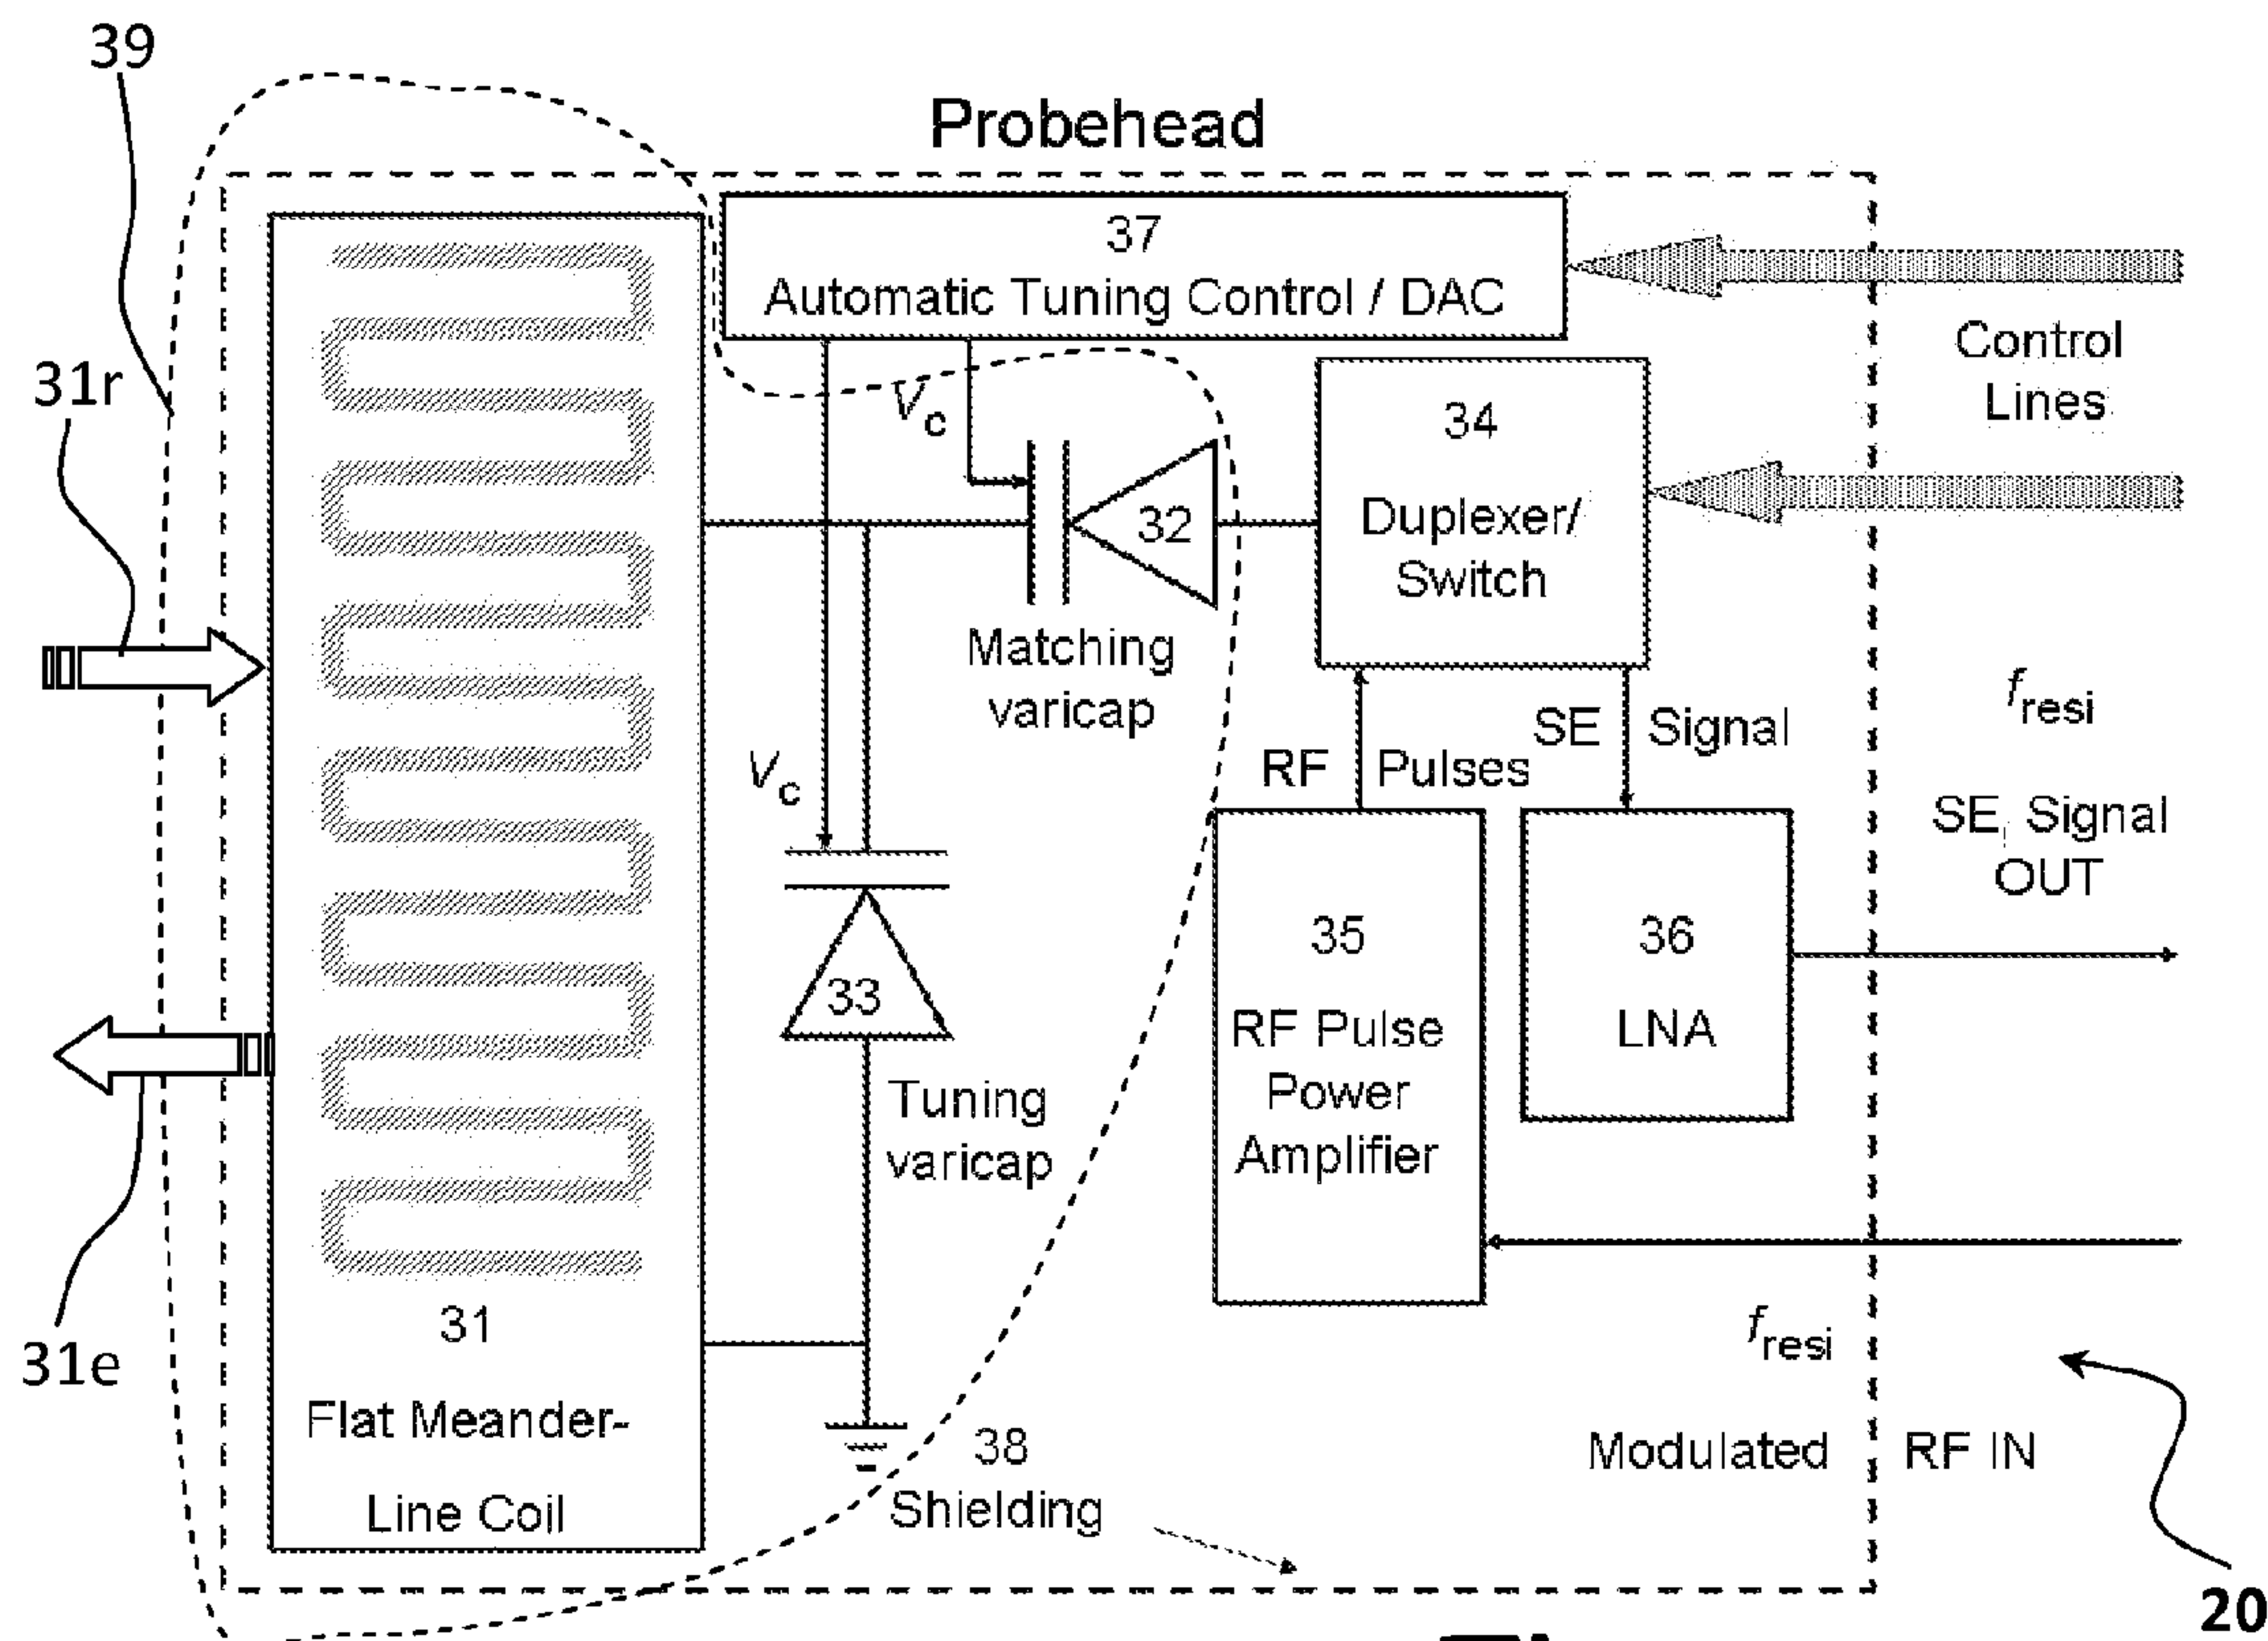 39
Probehead
37
Automatic Tuning Control / DAC
31r
Control
Lines
Vc
34
Duplexer/
Switch
32
Matching
varicap
fresi
SE Signal
Vc
RF Pulses
SE Signal
OUT
35
RF Pulse
Power
Amplifier
36
LNA
33
Tuning
varicap
31
Flat Meander-
Line Coil
31e
fresi
38
Shielding
Modulated RF IN
20